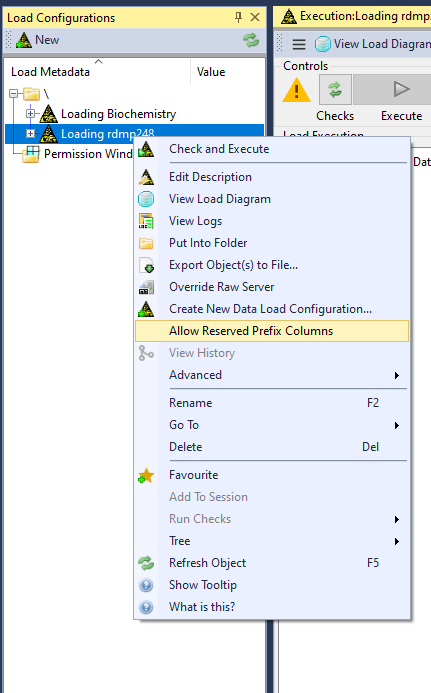 Load Configurations
New
Load Metadata
Value
\
Loading Biochemistry
Loading rdmp248
Permission Wind
Execution:Loading rdmp.
View Load Diagram
Controls
Checks
Execute
Load Execution
Dat
Check and Execute
Edit Description
View Load Diagram
View Logs
Put Into Folder
Export Object(s) to File...
Override Raw Server
Create New Data Load Configuration...
Allow Reserved Prefix Columns
View History
Advanced
Rename F2
Go To
Delete Del
Favourite
Add To Session
Run Checks
Tree
Refresh Object F5
Show Tooltip
What is this?